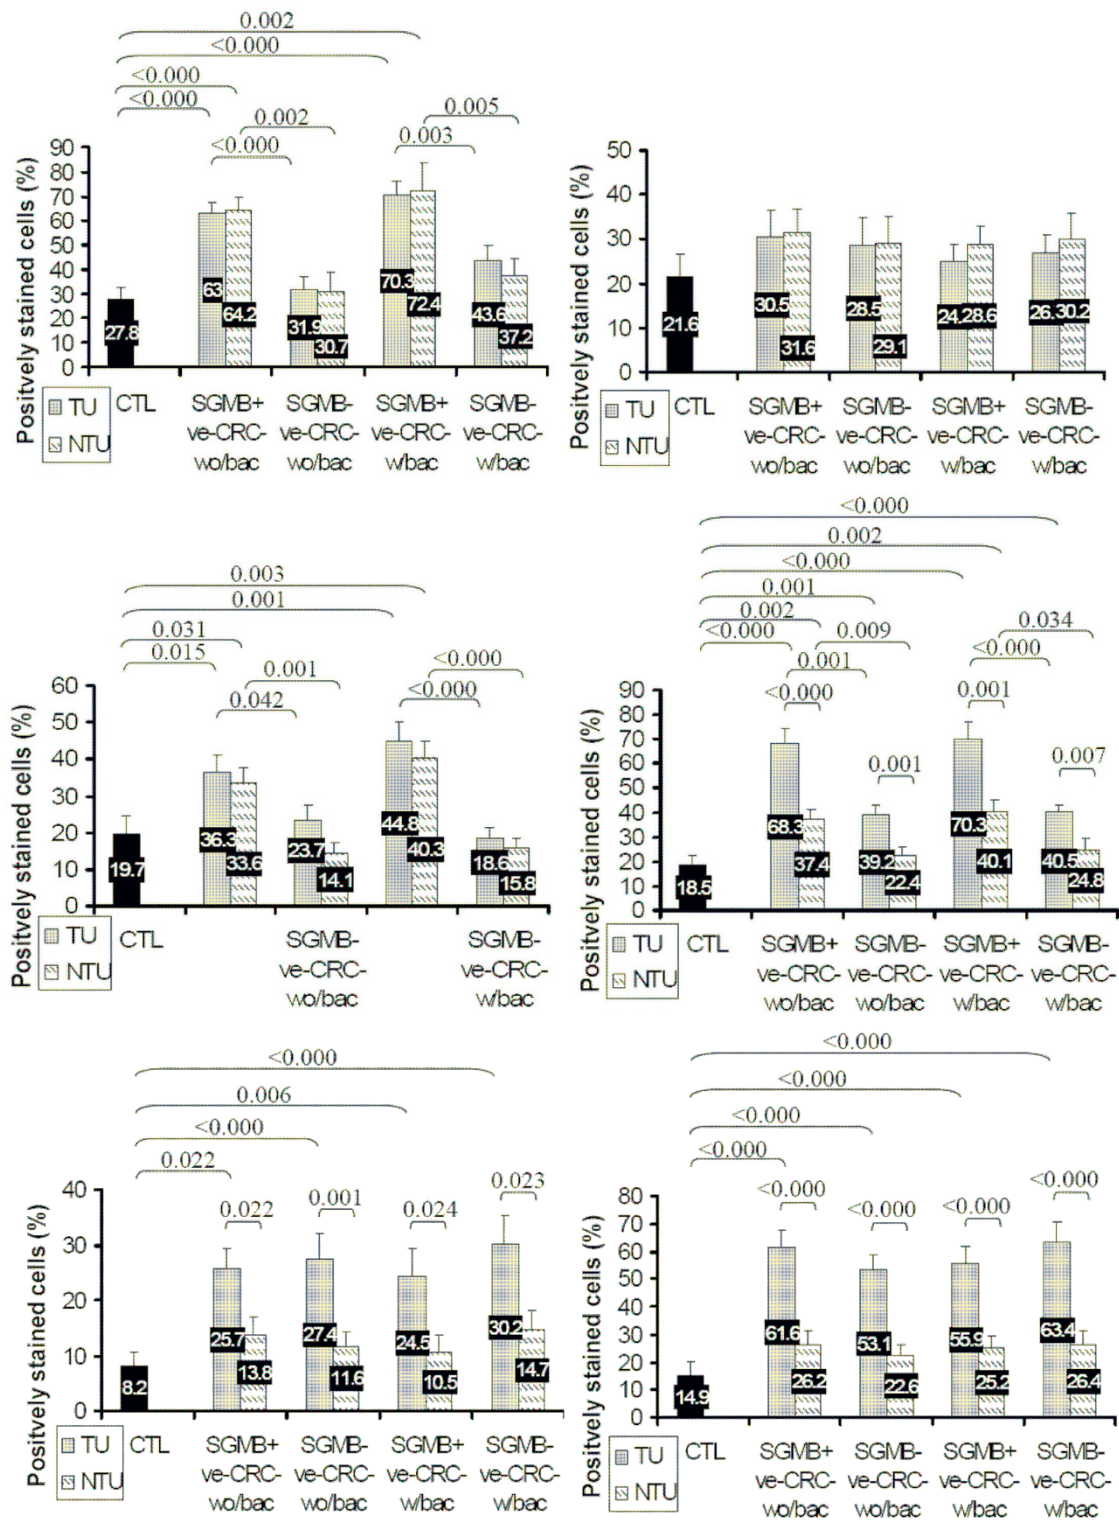 0.002
<0.000
<0.000
<0.000
0.002
0.005
<0.000
0.003
Positvely stained cells (%)
90
80
70
60
50
40
30
20
10
0
27.8
63
64.2
31.9
30.7
70.3
72.4
43.6
37.2
TU
NTU
CTL
SGMB+
ve-CRC-
wo/bac
SGMB-
ve-CRC-
wo/bac
SGMB+
ve-CRC-
w/bac
SGMB-
ve-CRC-
w/bac
Positvely stained cells (%)
50
40
30
20
10
0
21.6
30.5
31.6
28.5
29.1
24.2
28.6
26.
30.2
TU
NTU
CTL
SGMB+
ve-CRC-
wo/bac
SGMB-
ve-CRC-
wo/bac
SGMB+
ve-CRC-
w/bac
SGMB-
ve-CRC-
w/bac
0.003
0.001
0.031
0.015
0.001
0.042
<0.000
<0.000
Positvely stained cells (%)
60
50
40
30
20
10
0
19.7
36.3
33.6
23.7
14.1
44.8
40.3
18.6
15.8
TU
NTU
CTL
SGMB-
ve-CRC-
wo/bac
SGMB-
ve-CRC-
w/bac
<0.000
0.002
<0.000
0.001
0.002
<0.000
0.009
0.001
<0.000
0.034
<0.000
0.001
0.001
0.007
Positvely stained cells (%)
90
80
70
60
50
40
30
20
10
0
18.5
68.3
37.4
39.2
22.4
70.3
40.1
40.5
24.8
TU
NTU
CTL
SGMB+
ve-CRC-
wo/bac
SGMB-
ve-CRC-
wo/bac
SGMB+
ve-CRC-
w/bac
SGMB-
ve-CRC-
w/bac
<0.000
0.006
<0.000
0.022
0.022
0.001
0.024
0.023
Positvely stained cells (%)
40
30
20
10
0
8.2
25.7
13.8
27.4
11.6
24.5
10.5
30.2
14.7
TU
NTU
CTL
SGMB+
ve-CRC-
wo/bac
SGMB-
ve-CRC-
wo/bac
SGMB+
ve-CRC-
w/bac
SGMB-
ve-CRC-
w/bac
<0.000
<0.000
<0.000
<0.000
<0.000
<0.000
<0.000
<0.000
Positvely stained cells (%)
80
70
60
50
40
30
20
10
0
14.9
61.6
26.2
53.1
22.6
55.9
25.2
63.4
26.4
TU
NTU
CTL
SGMB+
ve-CRC-
wo/bac
SGMB-
ve-CRC-
wo/bac
SGMB+
ve-CRC-
w/bac
SGMB-
ve-CRC-
w/bac